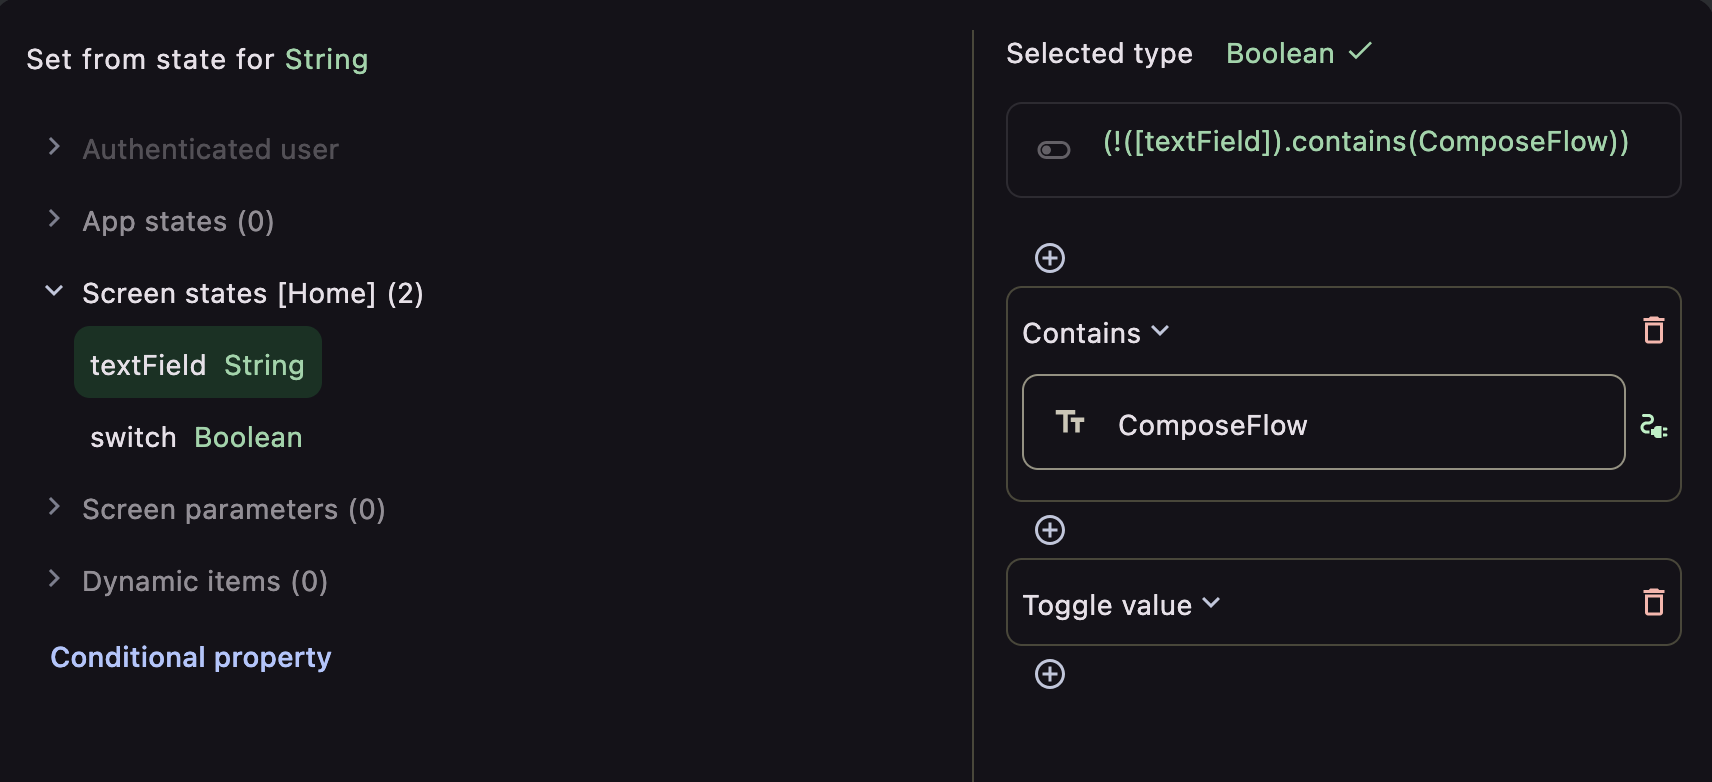 Set from state for String
Authenticated user
App states (0)
Screen states [Home] (2)
textField String
switch Boolean
Screen parameters (0)
Dynamic items (0)
Conditional property
Selected type Boolean
(!([textField]).contains(ComposeFlow))
Contains
Tт ComposeFlow
Toggle value